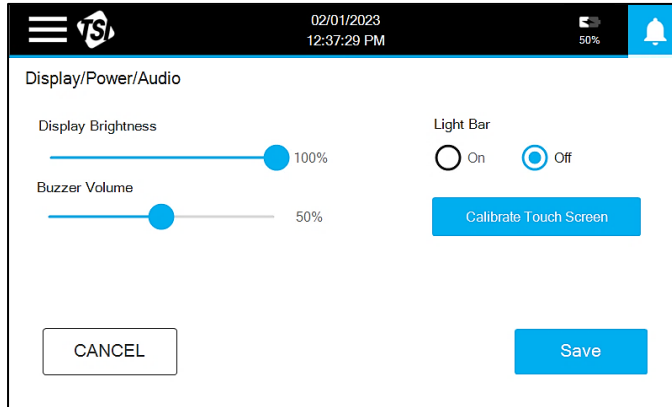 TSI
02/01/2023
12:37:29 PM
50%
Display/Power/Audio
Display Brightness
100%
Buzzer Volume
50%
Light Bar
On Off
Calibrate Touch Screen
CANCEL
Save